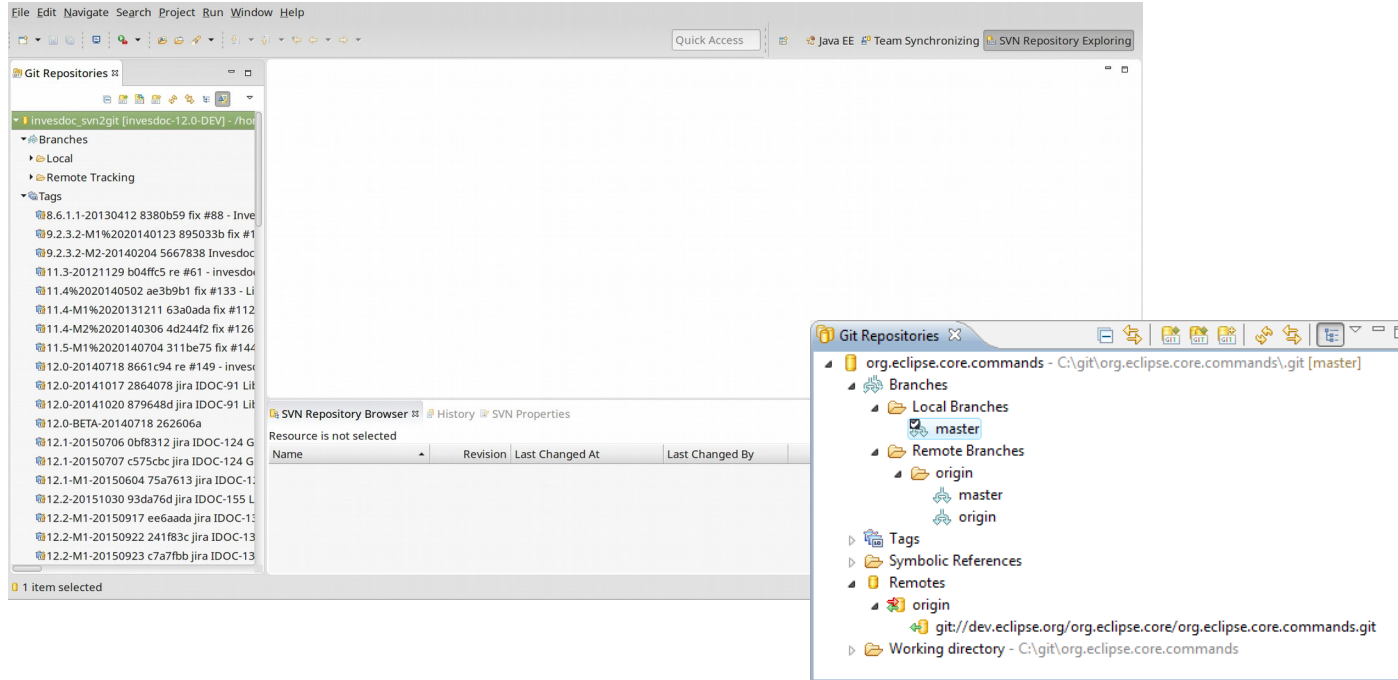 File Edit Navigate Search Project Run Window Help
Quick Access
Java EE Team Synchronizing SVN Repository Exploring
Git Repositories
invesdoc_svn2git [invesdoc-12.0-DEV] - /hor
Branches
Local
Remote Tracking
Tags
8.6.1.1-20130412 8380b59 fix #88 - Inve
9.2.3.2-M1%2020140123 895033b fix #1
9.2.3.2-M2-20140204 5667838 Invesdoc
11.3-20121129 b04ffc5 re #61 - invesdo
11.4%2020140502 ae3b9b1 fix #133 - Li
11.4-M1%2020131211 63a0ada fix #112
11.4-M2%2020140306 4d244f2 fix #126
11.5-M1%2020140704 311be75 fix #144
12.0-20140718 8661c94 re #149 - invesd
12.0-20141017 2864078 jira IDOC-91 Lib
12.0-20141020 879648d jira IDOC-91 Lib
12.0-BETA-20140718 262606a
12.1-20150706 0bf8312 jira IDOC-124 G
12.1-20150707 c575cbc jira IDOC-124 G
12.1-M1-20150604 75a7613 jira IDOC-12
12.2-20151030 93da76d jira IDOC-155 L
12.2-M1-20150917 ee6aada jira IDOC-13
12.2-M1-20150922 241f83c jira IDOC-13
12.2-M1-20150923 c7a7fbb jira IDOC-13
1 item selected
SVN Repository Browser History SVN Properties
Resource is not selected
Name Revision Last Changed At Last Changed By
Git Repositories
org.eclipse.core.commands - C:\git\org.eclipse.core.commands\.git [master]
Branches
Local Branches
master
Remote Branches
origin
master
origin
Tags
Symbolic References
Remotes
origin
git://dev.eclipse.org/org.eclipse.core/org.eclipse.core.commands.git
Working directory - C:\git\org.eclipse.core.commands